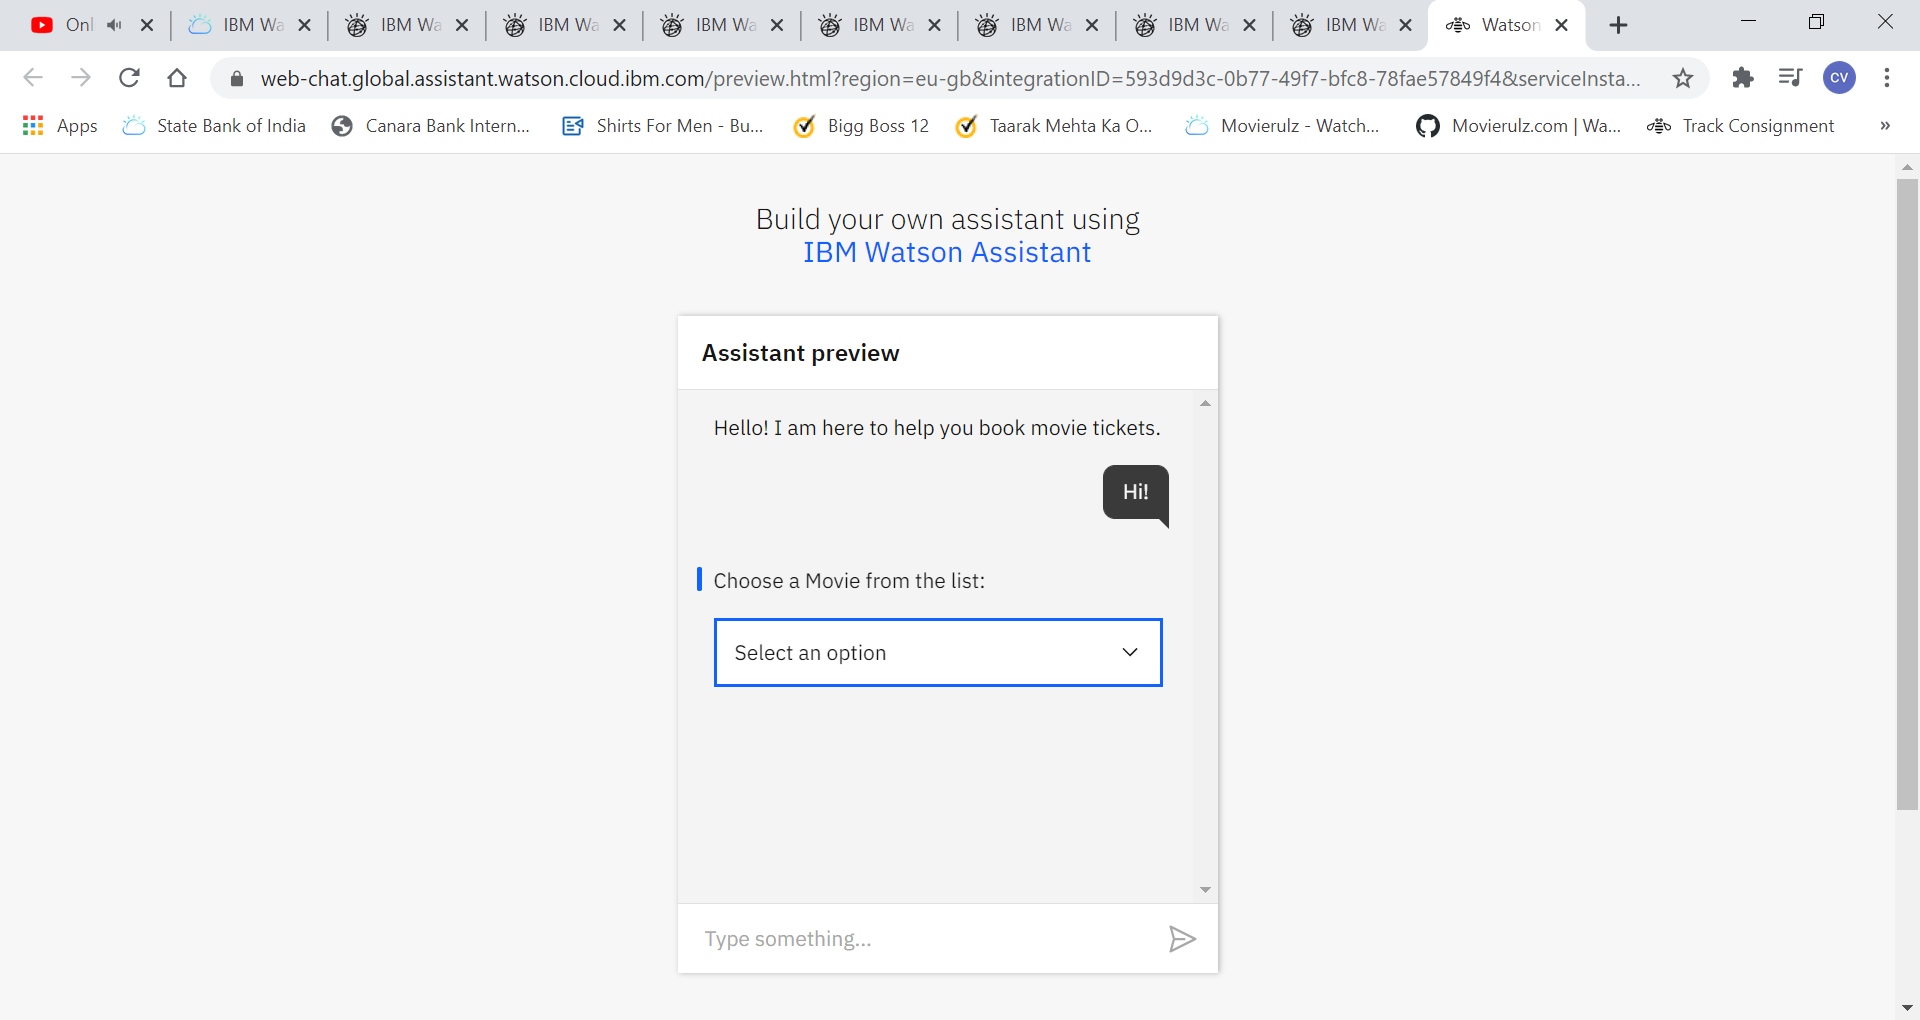 Onl
IBM Wa
IBM Wa
IBM Wa
IBM Wa
IBM Wa
IBM Wa
IBM Wa
IBM Wa
Watson
web-chat.global.assistant.watson.cloud.ibm.com/preview.html?region=eu-gb&integrationID=593d9d3c-0b77-49f7-bfc8-78fae57849f4&serviceInsta...
CV
Apps
State Bank of India
Canara Bank Intern...
Shirts For Men - Bu...
Bigg Boss 12
Taarak Mehta Ka O...
Movierulz - Watch...
Movierulz.com | Wa...
Track Consignment
»
Build your own assistant using
IBM Watson Assistant
Assistant preview
Hello! I am here to help you book movie tickets.
Hi!
Choose a Movie from the list:
Select an option
Type something...